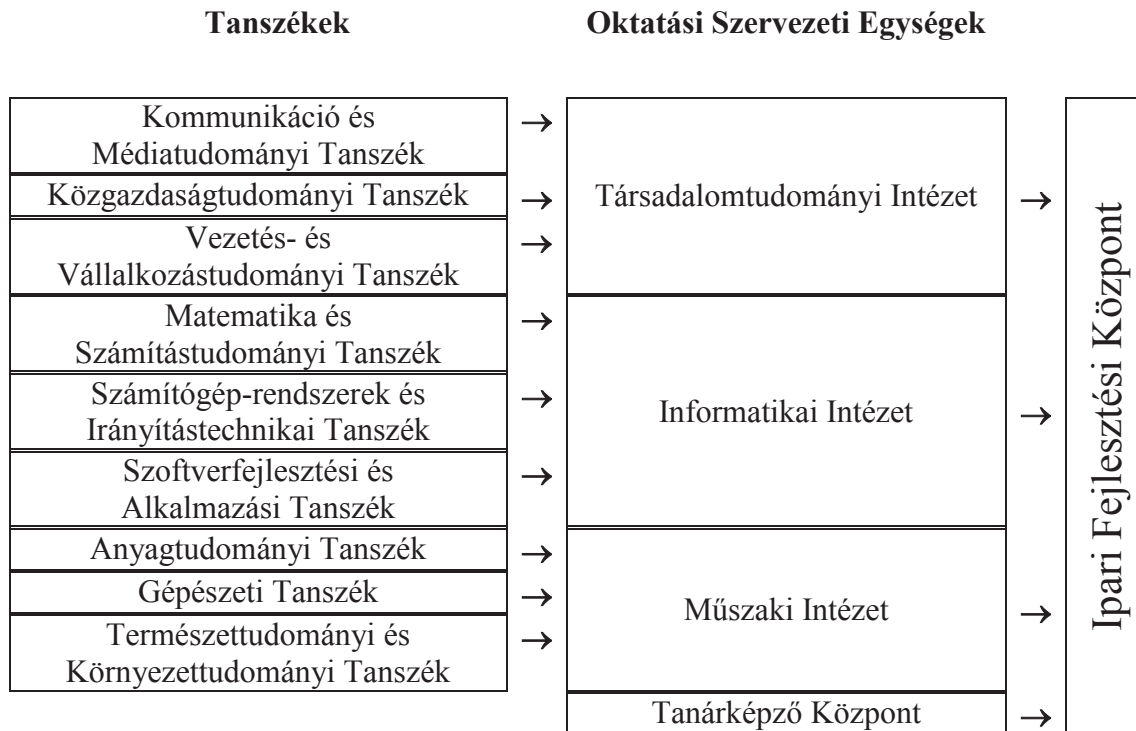 Tanszékek
Oktatási Szervezeti Egységek
Kommunikáció és
Médiatudományi Tanszék
→
Közgazdaságtudományi Tanszék
→
Vezetés- és
Vállalkozástudományi Tanszék
→
Társadalomtudományi Intézet
→
Matematika és
Számítástudományi Tanszék
→
Számítógép-rendszerek és
Irányítástechnikai Tanszék
→
Szoftverfejlesztési és
Alkalmazási Tanszék
→
Informatikai Intézet
→
Anyagtudományi Tanszék
→
Gépészeti Tanszék
→
Természettudományi és
Környezettudományi Tanszék
→
Műszaki Intézet
→
Tanárképző Központ
→
Ipari Fejlesztési Központ